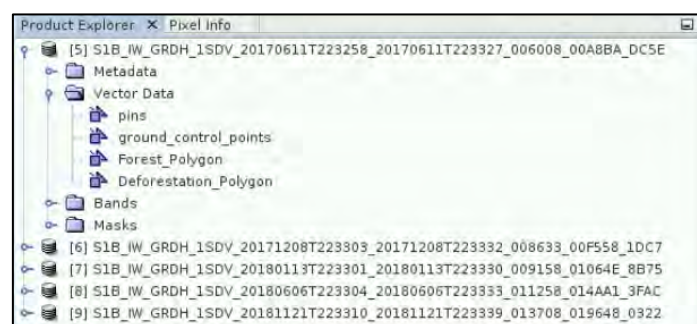 Product Explorer X Pixel Info
[5] S1B_IW_GRDH_1SDV_20170611T223258_20170611T223327_006008_00A8BA_DC5E
Metadata
Vector Data
pins
ground_control_points
Forest_Polygon
Deforestation_Polygon
Bands
Masks
[6] S1B_IW_GRDH_1SDV_20171208T223303_20171208T223332_008633_00F558_1DC7
[7] S1B_IW_GRDH_1SDV_20180113T223301_20180113T223330_009158_01064E_8B75
[8] S1B_IW_GRDH_1SDV_20180606T223304_20180606T223333_011258_014AA1_3FAC
[9] S1B_IW_GRDH_1SDV_20181121T223310_20181121T223339_013708_019648_0322